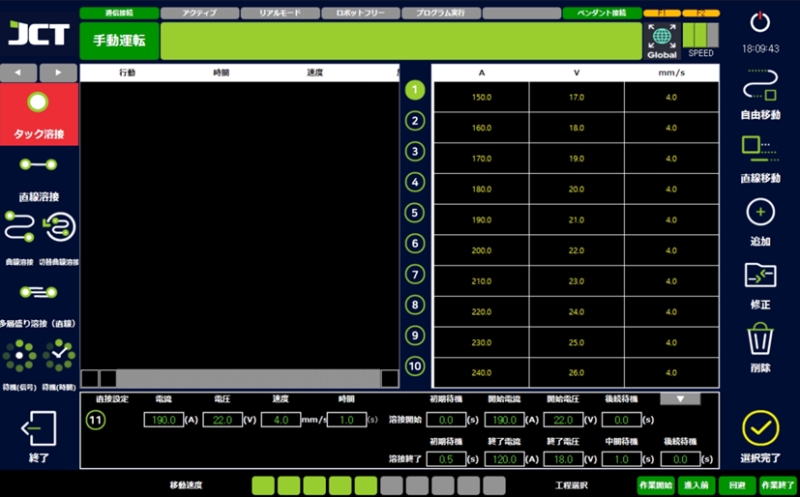 通信接続 アクティブ リアルモード ロボットフリー プログラム実行 ペンダント接続 F1 F2
JCT 手動運転 Global SPEED 18:09:43
行動 時間 速度
A V mm/s
1 150.0 17.0 4.0
2 160.0 18.0 4.0
3 170.0 19.0 4.0
4 180.0 20.0 4.0
5 190.0 21.0 4.0
6 200.0 22.0 4.0
7 210.0 23.0 4.0
8 220.0 24.0 4.0
9 230.0 25.0 4.0
10 240.0 26.0 4.0
タック溶接
直線溶接
曲線溶接 切替曲線溶接
多層盛り溶接（直線）
待機(信号) 待機(時間)
終了
自由移動
直線移動
追加
修正
削除
選択完了
直接設定 電流 電圧 速度 時間 初期待機 開始電流 開始電圧 後続待機
11 190.0 (A) 22.0 (V) 4.0 mm/s 1.0 (s) 溶接開始 0.0 (s) 190.0 (A) 22.0 (V) 0.0 (s)
初期待機 終了電流 終了電圧 中間待機 後続待機
溶接終了 0.5 (s) 120.0 (A) 18.0 (V) 1.0 (s) 0.0 (s)
移動速度 工程選択 作業開始 進入前 回避 作業終了